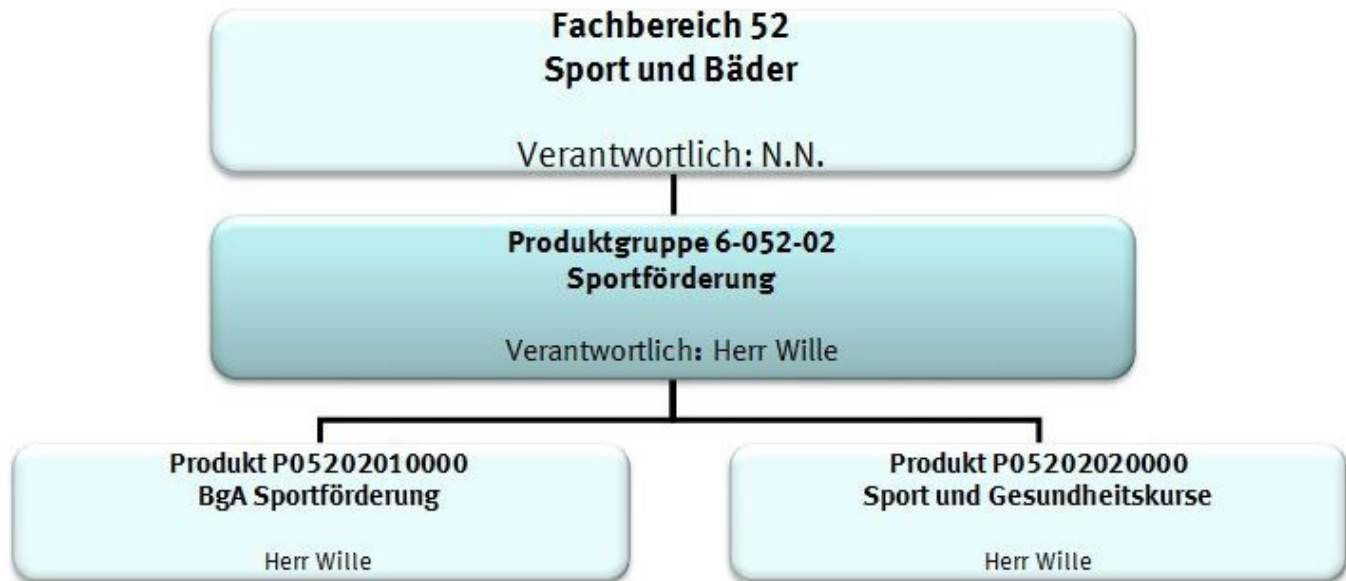 Fachbereich 52
Sport und Bäder
Verantwortlich: N.N.
Produktgruppe 6-052-02
Sportförderung
Verantwortlich: Herr Wille
Produkt P05202010000
BgA Sportförderung
Herr Wille
Produkt P05202020000
Sport und Gesundheitskurse
Herr Wille